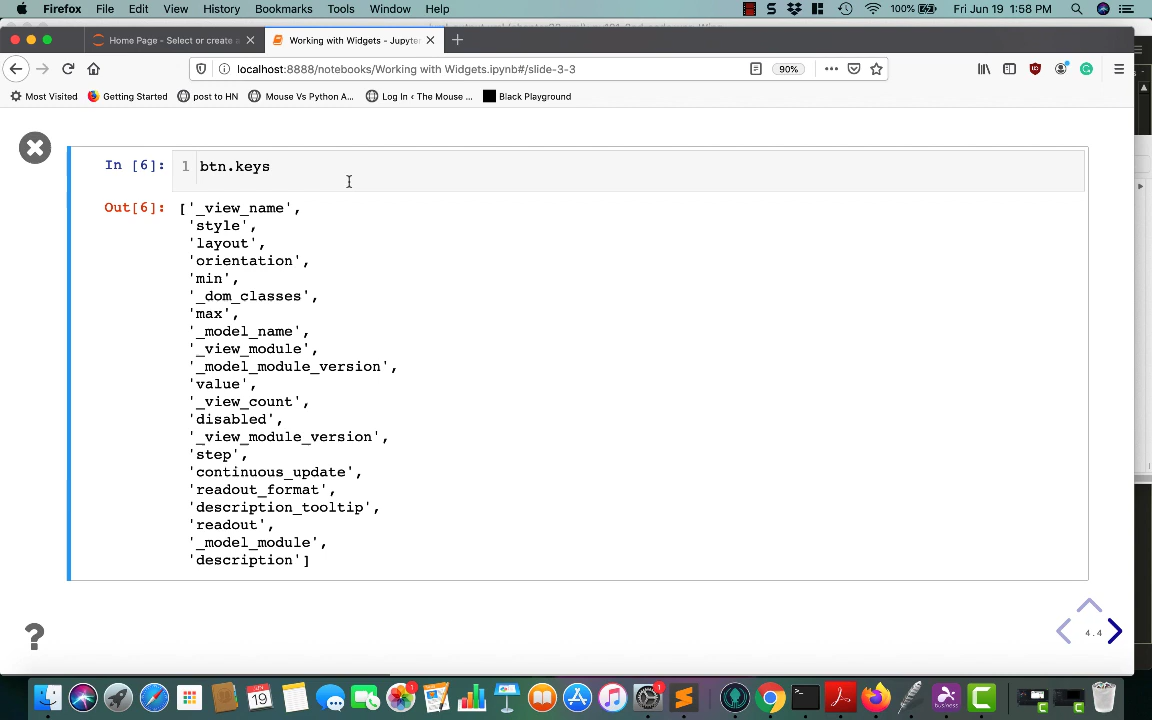 Firefox File Edit View History Bookmarks Tools Window Help 100% Fri Jun 19 1:58 PM
Home Page - Select or create a
Working with Widgets - Jupyter
localhost:8888/notebooks/Working with Widgets.ipynb#/slide-3-3 90%
Most Visited Getting Started post to HN Mouse Vs Python A... Log In ‹ The Mouse ... Black Playground
In [6]: 1 btn.keys
Out[6]: ['_view_name',
'style',
'layout',
'orientation',
'min',
'_dom_classes',
'max',
'_model_name',
'_view_module',
'_model_module_version',
'value',
'_view_count',
'disabled',
'_view_module_version',
'step',
'continuous_update',
'readout_format',
'description_tooltip',
'readout',
'_model_module',
'description']
?
4.4